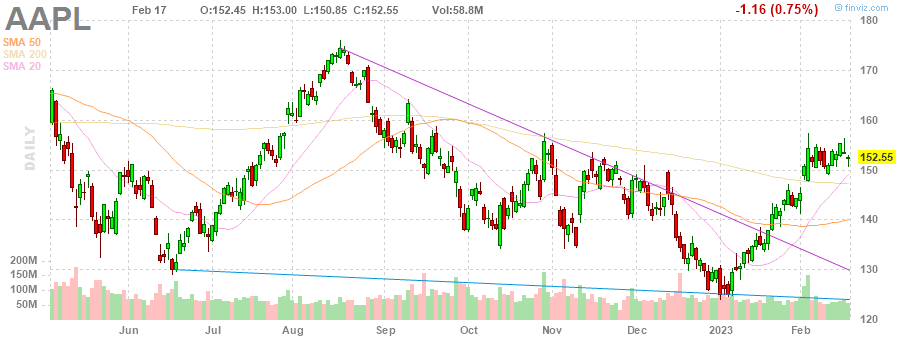 AAPL Feb 17 O:152.45 H:153.00 L:150.85 C:152.55 Vol:58.8M -1.16 (0.75%) © finviz.com
SMA 50
SMA 200
SMA 20
DAILY
180
170
160
152.55
150
140
130
120
200M
150M
100M
50M
Jun Jul Aug Sep Oct Nov Dec 2023 Feb